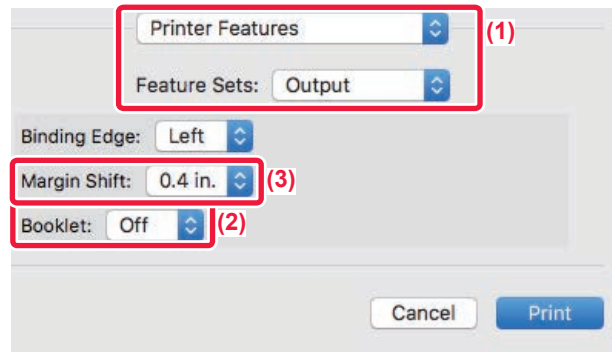 Printer Features
(1)
Feature Sets: Output
Binding Edge: Left
Margin Shift: 0.4 in.
(3)
Booklet: Off
(2)
Cancel
Print